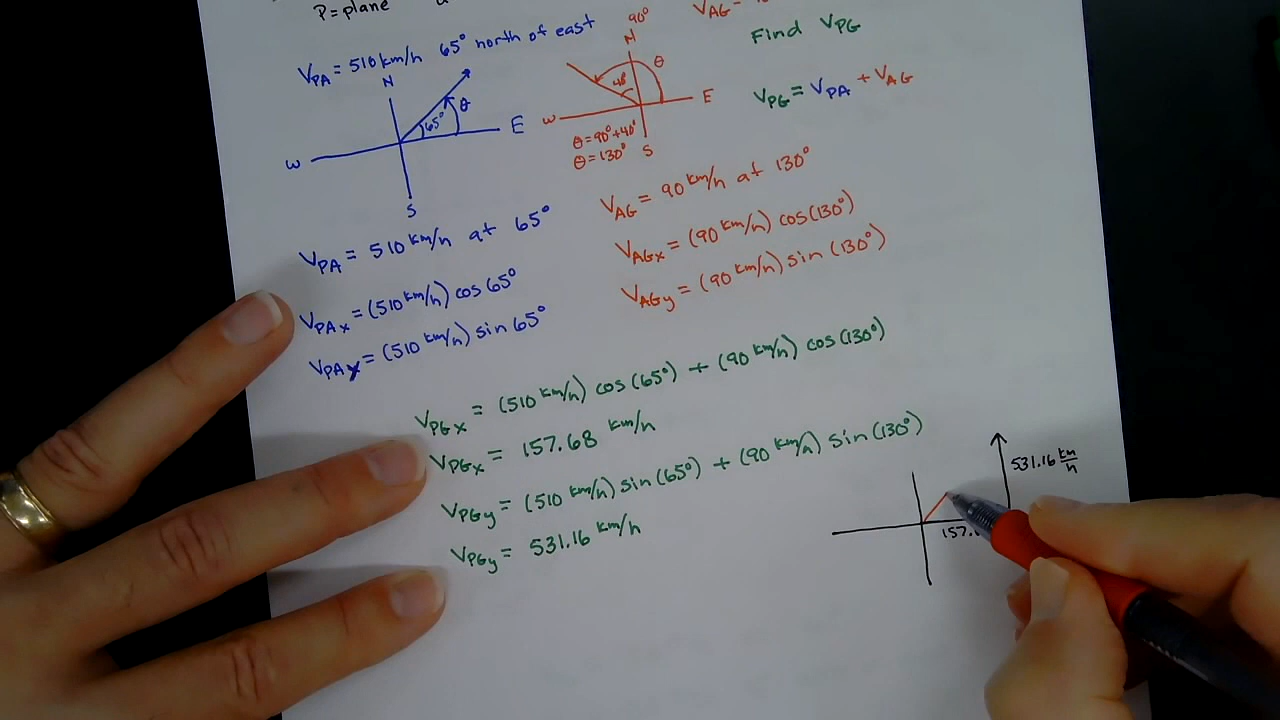 P = plane
V_AG =
90°
Find V_PG
V_PA = 510 km/h 65° north of east
N
65°
θ
E
W
S
N
θ
40°
E
W
S
θ = 90° + 40°
θ = 130°
V_PG = V_PA + V_AG
V_PA = 510 km/h at 65°
V_PAx = (510 km/h) cos 65°
V_PAy = (510 km/h) sin 65°
V_AG = 90 km/h at 130°
V_AGx = (90 km/h) cos(130°)
V_AGy = (90 km/h) sin (130°)
V_PGx = (510 km/h) cos (65°) + (90 km/h) cos (130°)
V_PGx = 157.68 km/h
V_PGy = (510 km/h) sin (65°) + (90 km/h) sin (130°)
V_PGy = 531.16 km/h
531.16 km/h
157.